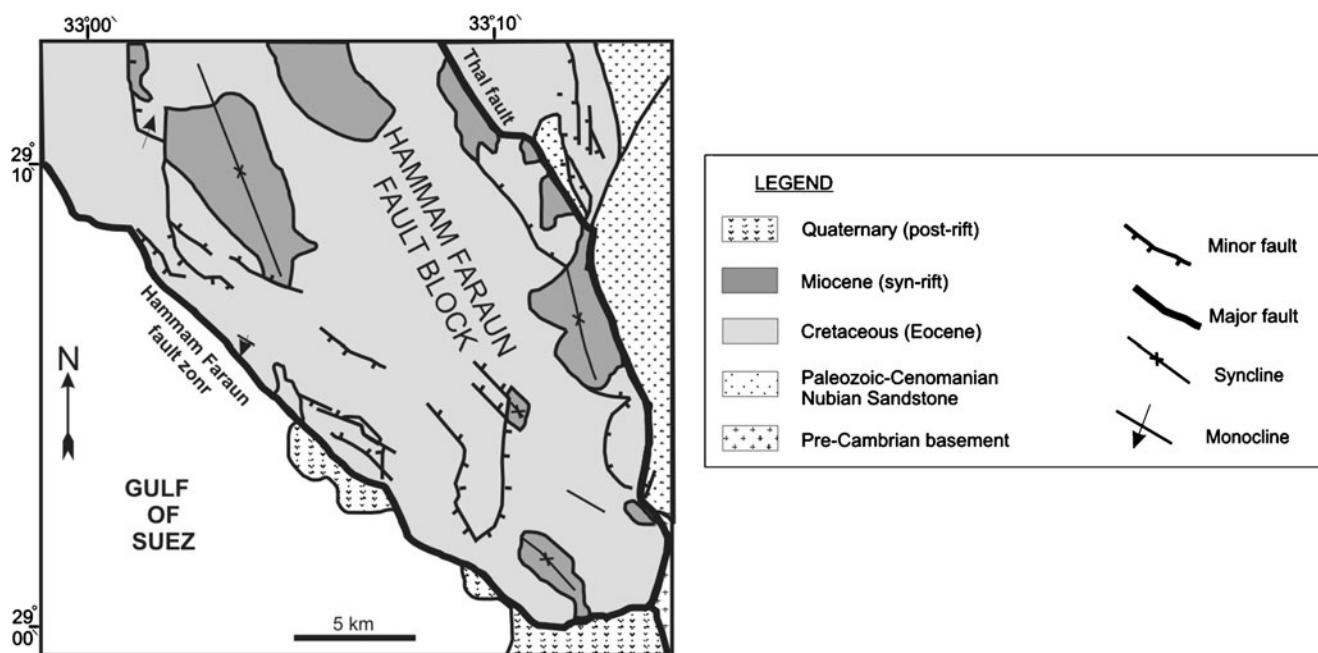 33°00`
33°10`
29°
10`
Thal fault
HAMMAM FARAUN
FAULT BLOCK
Hammam Faraun
fault zonr
N
GULF
OF
SUEZ
29°
00`
5 km
LEGEND
Quaternary (post-rift)
Miocene (syn-rift)
Cretaceous (Eocene)
Paleozoic-Cenomanian
Nubian Sandstone
Pre-Cambrian basement
Minor fault
Major fault
Syncline
Monocline